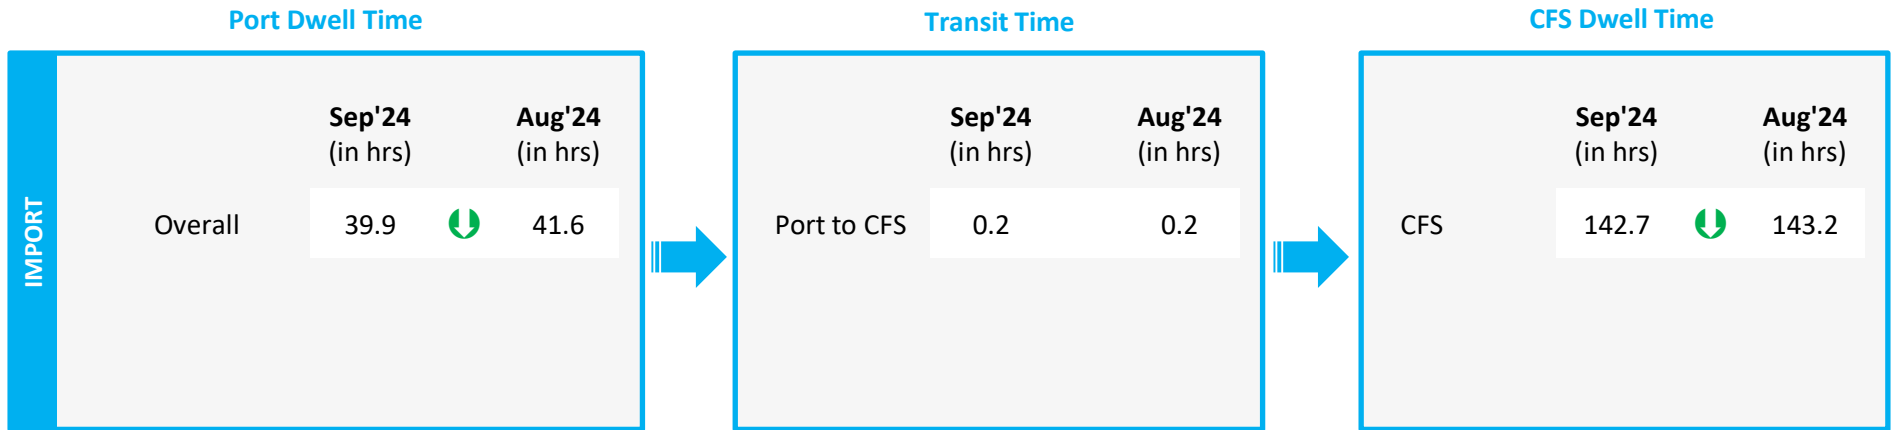 Port Dwell Time
Transit Time
CFS Dwell Time
IMPORT
Sep'24 Aug'24
(in hrs) (in hrs)
Overall 39.9 41.6
Sep'24 Aug'24
(in hrs) (in hrs)
Port to CFS 0.2 0.2
Sep'24 Aug'24
(in hrs) (in hrs)
CFS 142.7 143.2